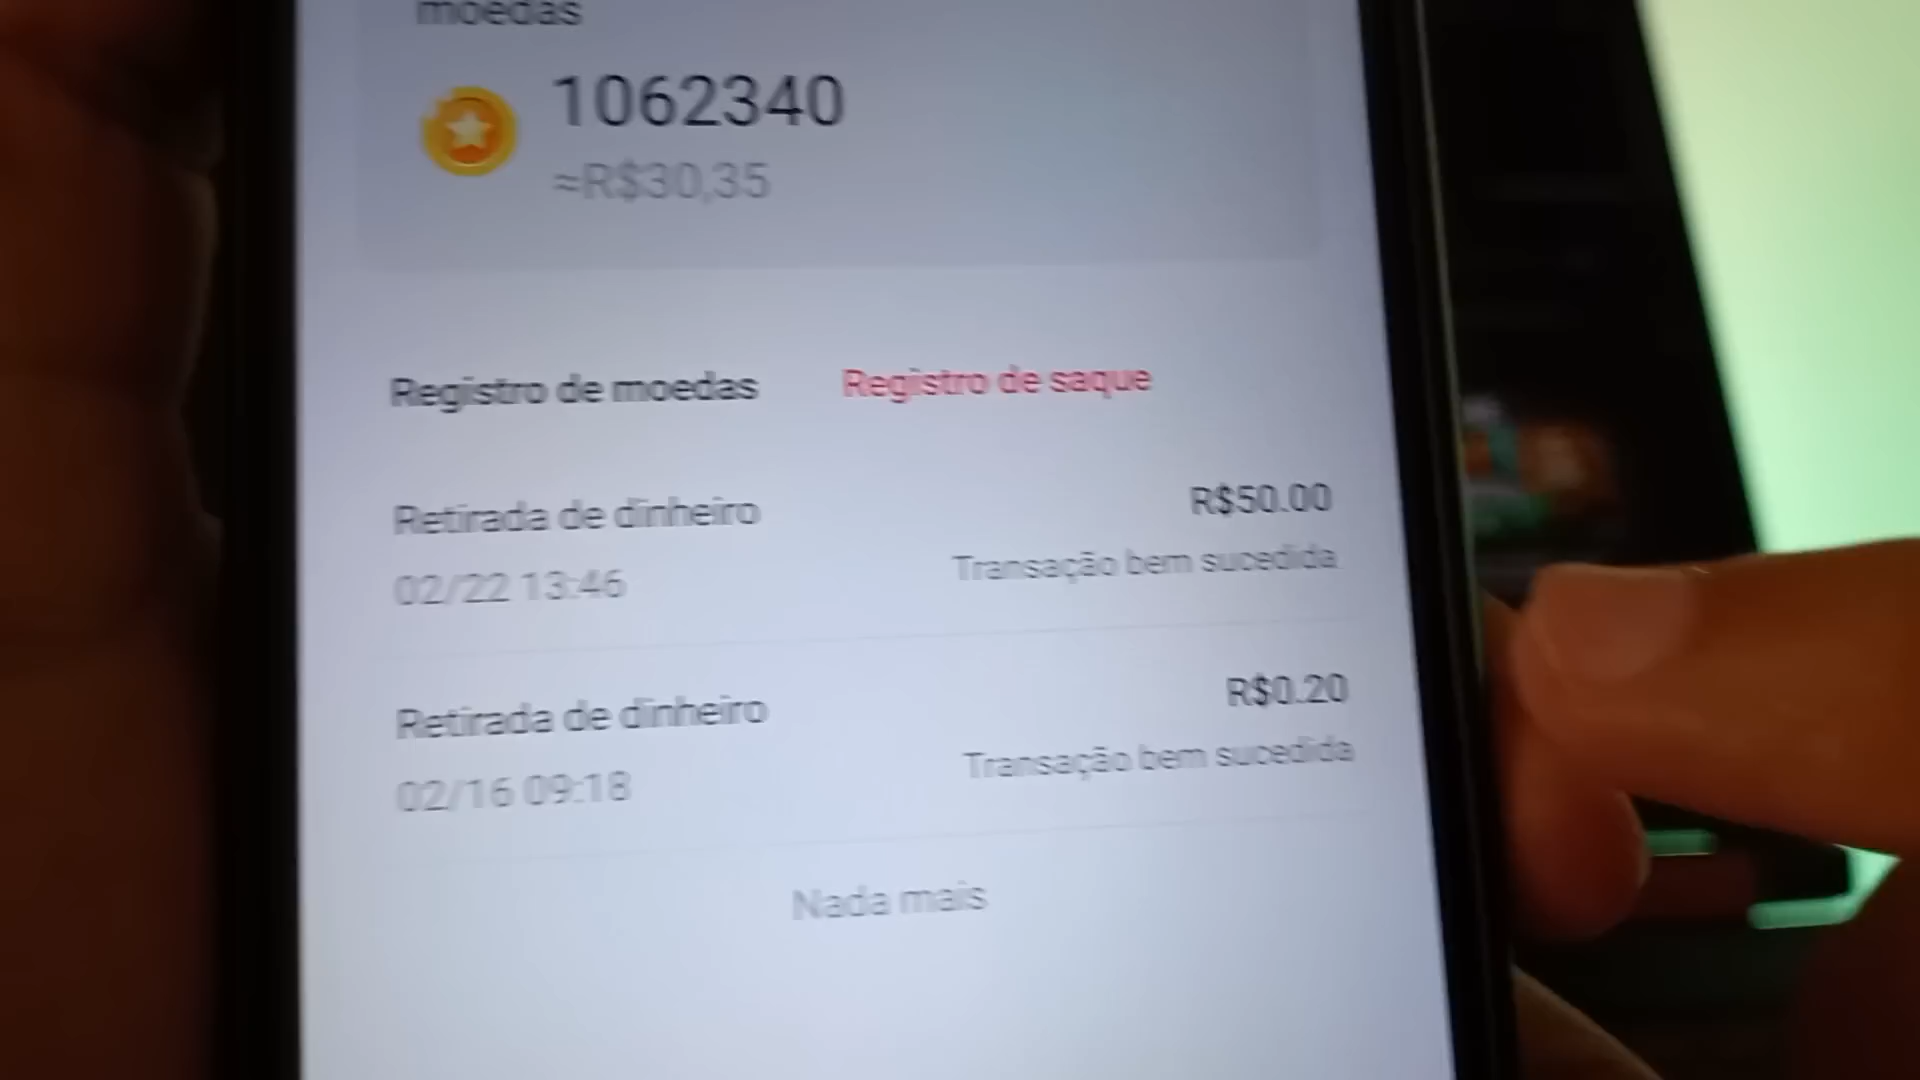 moedas
1062340
≈R$30,35
Registro de moedas Registro de saque
Retirada de dinheiro R$50.00
02/22 13:46 Transação bem sucedida
Retirada de dinheiro R$0.20
02/16 09:18 Transação bem sucedida
Nada mais